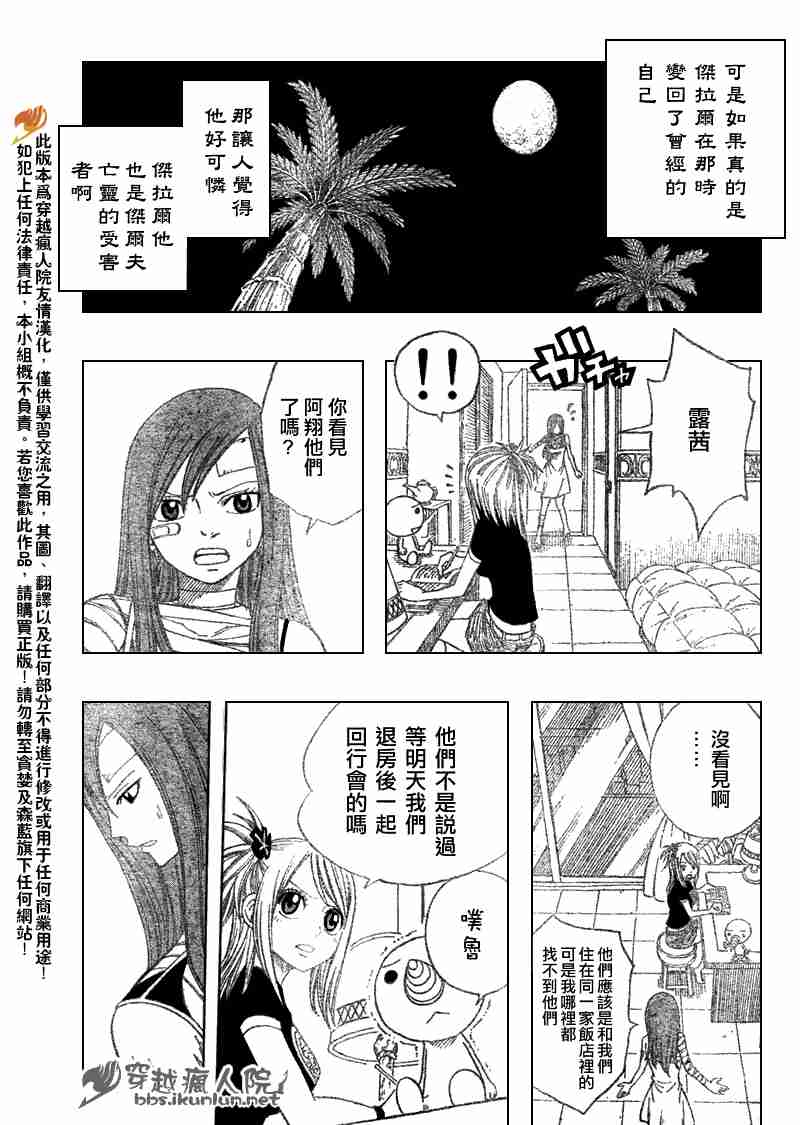 可是如果真的是
傑拉爾在那時
變回了曾經的
自己
那讓人覺得
他好可憐
傑拉爾他
也是傑爾夫
亡靈的受害
者啊
露茜
ガチャ
!!
你看見
阿翔他們
了嗎？
沒看見啊
……
他們應該是和我們
住在同一家飯店裡的
可是我哪裡都
找不到他們
他們不是說過
等明天我們
退房後一起
回行會的嗎
噗魯
此版本爲穿越瘋人院友情漢化，僅供學習交流之用，其圖、翻譯以及任何部分不得進行修改或用于任何商業用途！
如犯上任何法律責任，本小組概不負責。若您喜歡此作品，請購買正版！請勿轉至貪婪及森藍旗下任何網站！
穿越瘋人院
bbs.ikunlun.net